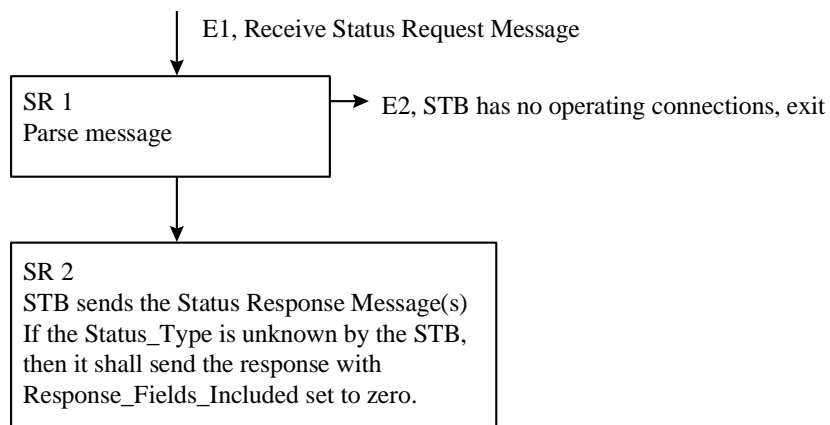 E1, Receive Status Request Message
SR 1
Parse message
E2, STB has no operating connections, exit
SR 2
STB sends the Status Response Message(s)
If the Status_Type is unknown by the STB,
then it shall send the response with
Response_Fields_Included set to zero.